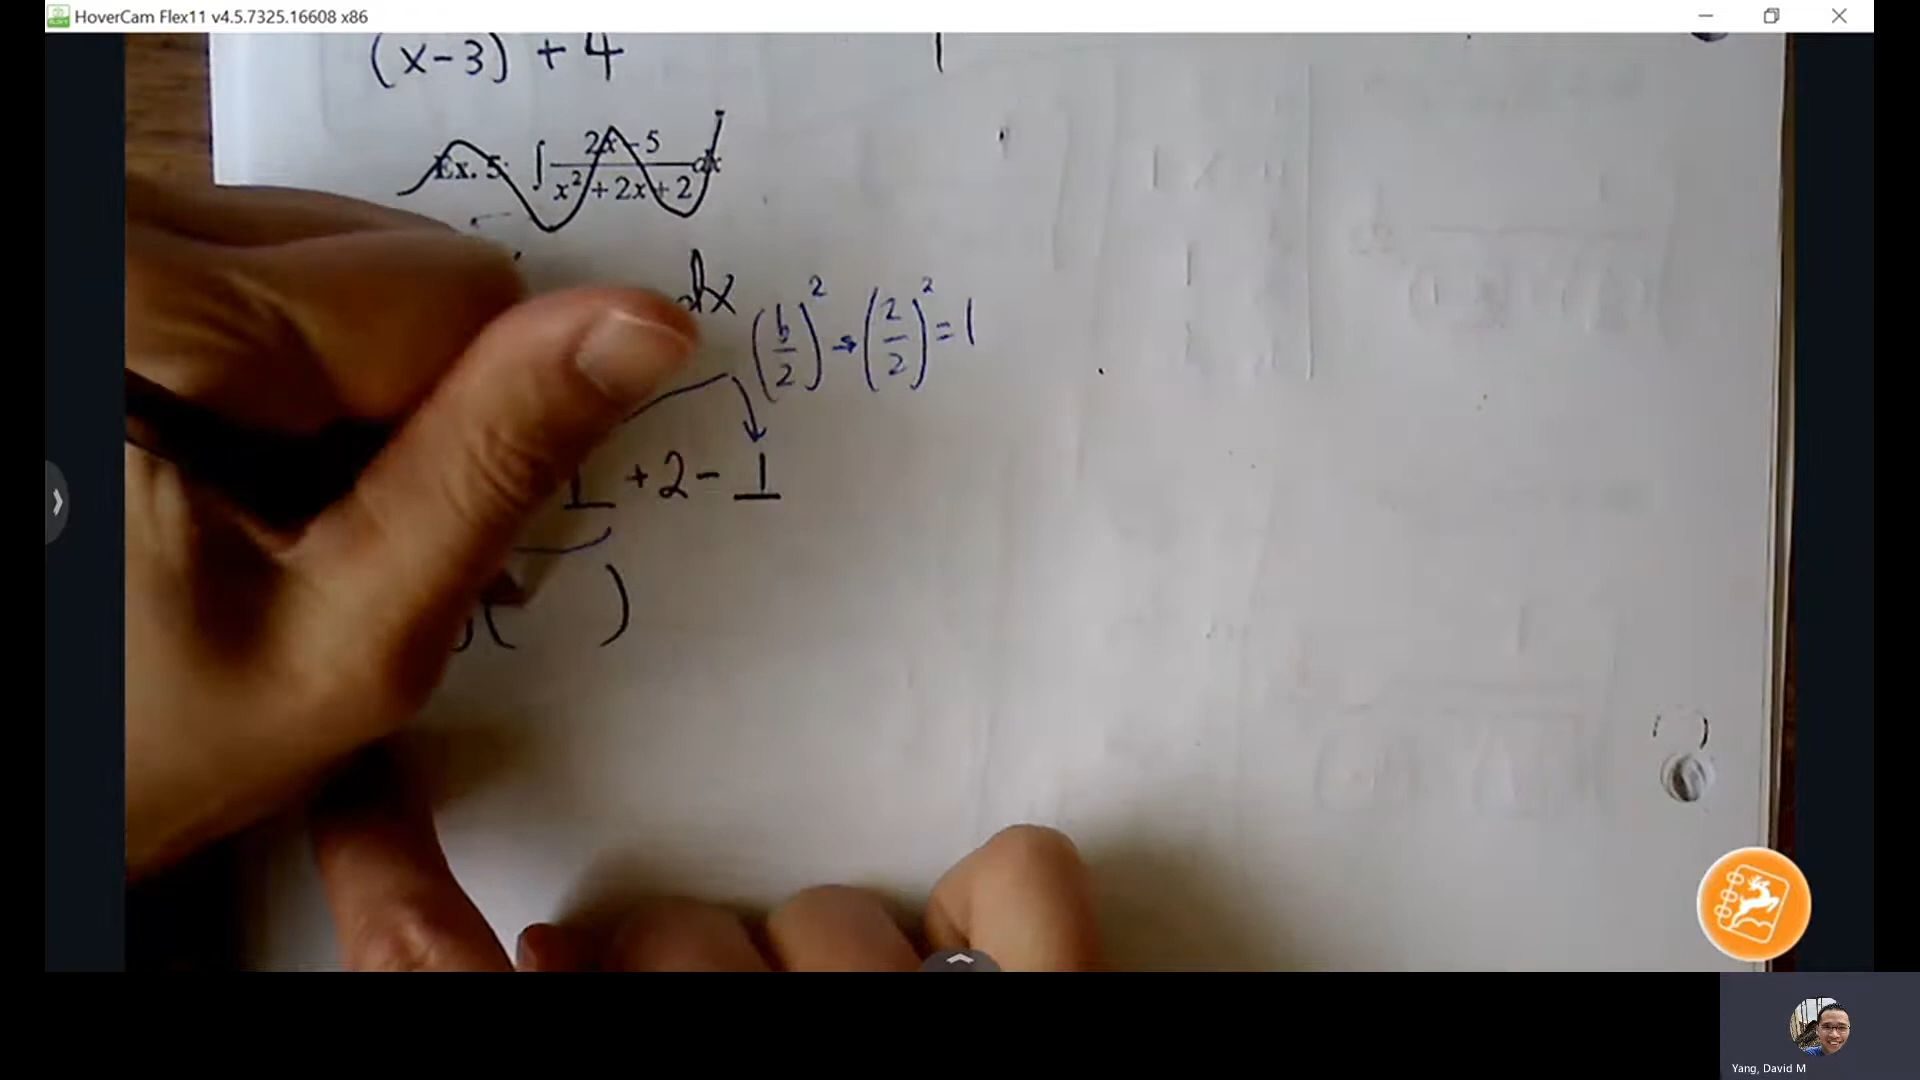 HoverCam Flex11 v4.5.7325.16608 x86
(x-3) + 4
Ex. 5: ∫ 2x-5 / x² + 2x + 2 dx
dx
(b/2)² → (2/2)² = 1
1 + 2 - 1
( )
Yang, David M